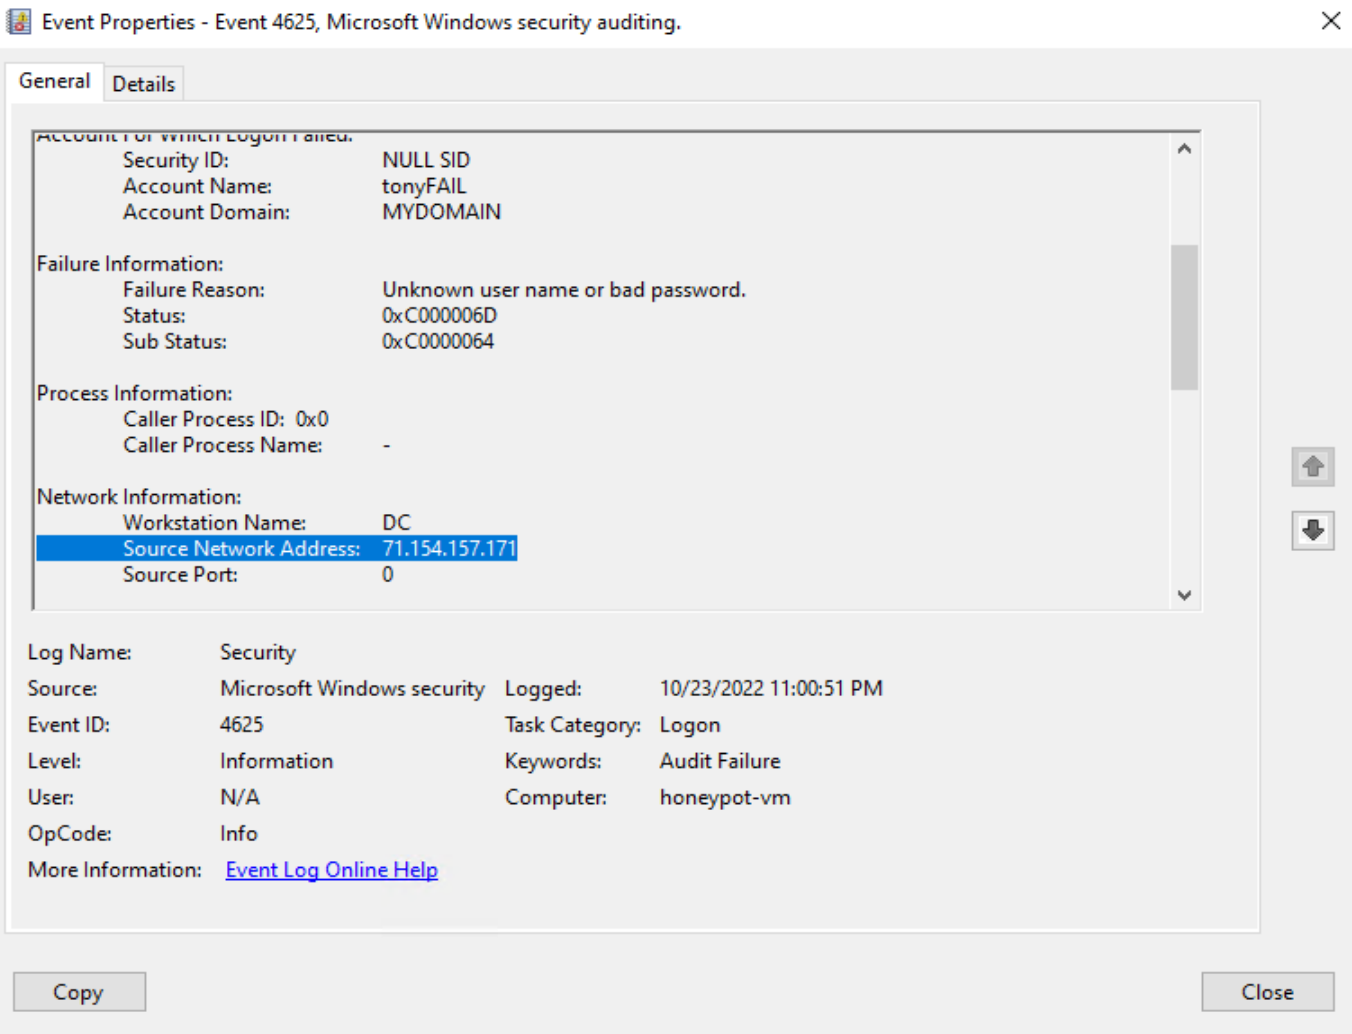 Event Properties - Event 4625, Microsoft Windows security auditing.
General Details
Account For Which Logon Failed:
Security ID: NULL SID
Account Name: tonyFAIL
Account Domain: MYDOMAIN
Failure Information:
Failure Reason: Unknown user name or bad password.
Status: 0xC000006D
Sub Status: 0xC0000064
Process Information:
Caller Process ID: 0x0
Caller Process Name: -
Network Information:
Workstation Name: DC
Source Network Address: 71.154.157.171
Source Port: 0
Log Name: Security
Source: Microsoft Windows security Logged: 10/23/2022 11:00:51 PM
Event ID: 4625 Task Category: Logon
Level: Information Keywords: Audit Failure
User: N/A Computer: honeypot-vm
OpCode: Info
More Information: Event Log Online Help
Copy Close